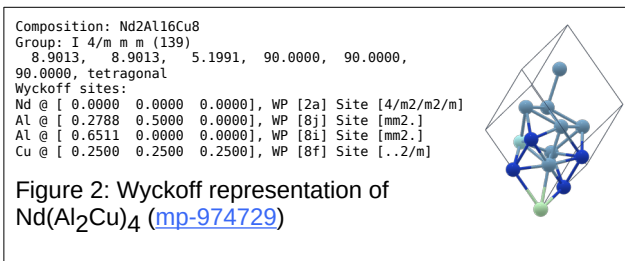 Composition: Nd2Al16Cu8
Group: I 4/m m m (139)
8.9013, 8.9013, 5.1991, 90.0000, 90.0000,
90.0000, tetragonal
Wyckoff sites:
Nd @ [ 0.0000 0.0000 0.0000], WP [2a] Site [4/m2/m2/m]
Al @ [ 0.2788 0.5000 0.0000], WP [8j] Site [mm2.]
Al @ [ 0.6511 0.0000 0.0000], WP [8i] Site [mm2.]
Cu @ [ 0.2500 0.2500 0.2500], WP [8f] Site [..2/m]
Figure 2: Wyckoff representation of
Nd(Al₂Cu)₄ (mp-974729)